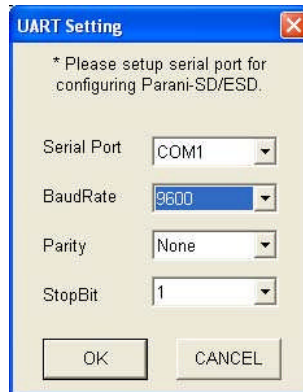 UART Setting
* Please setup serial port for
configuring Parani-SD/ESD.
Serial Port COM1
BaudRate 9600
Parity None
StopBit 1
OK CANCEL